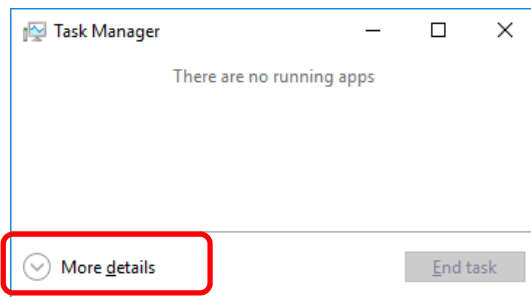 Task Manager
There are no running apps
More details
End task